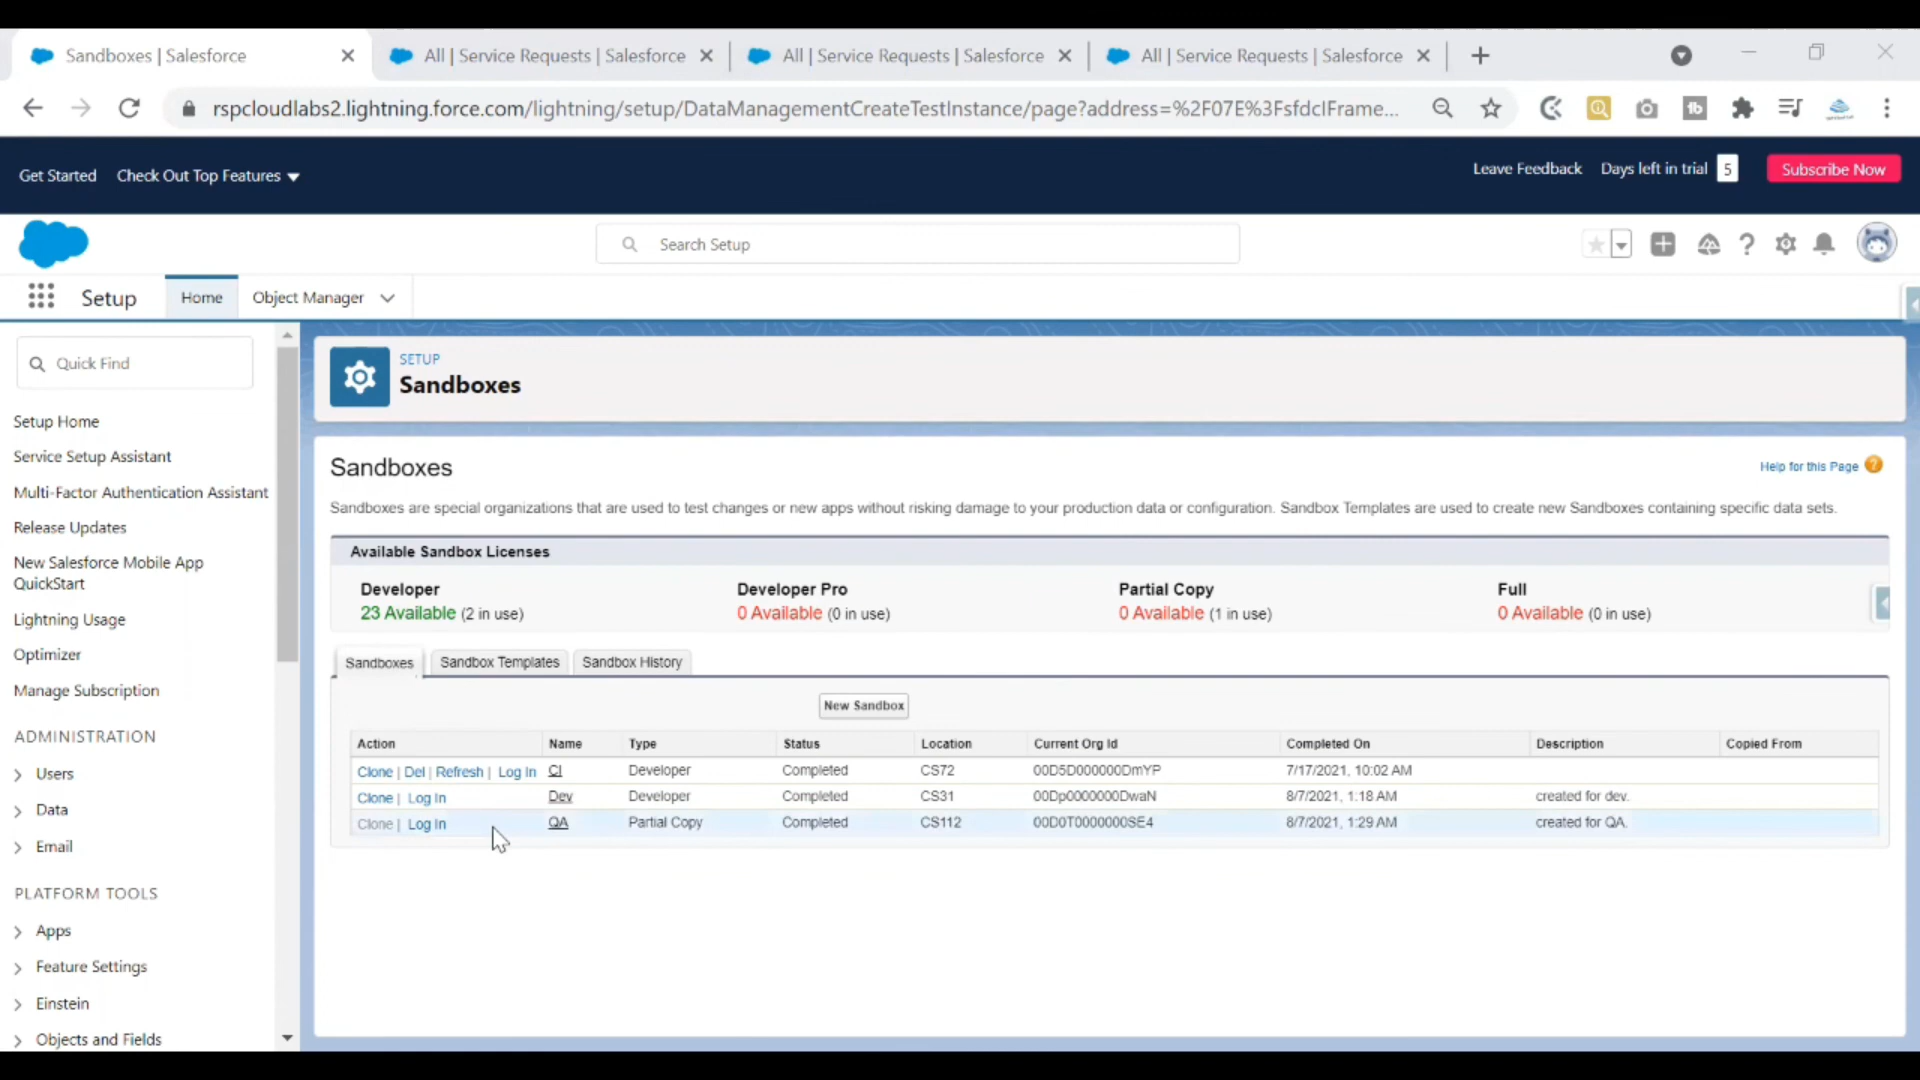 Sandboxes | Salesforce
All | Service Requests | Salesforce
All | Service Requests | Salesforce
All | Service Requests | Salesforce
rspcloudlabs2.lightning.force.com/lightning/setup/DataManagementCreateTestInstance/page?address=%2F07E%3FsfdcIFrame...
Get Started
Check Out Top Features
Leave Feedback
Days left in trial 5
Subscribe Now
Search Setup
Setup
Home
Object Manager
Quick Find
Setup Home
Service Setup Assistant
Multi-Factor Authentication Assistant
Release Updates
New Salesforce Mobile App
QuickStart
Lightning Usage
Optimizer
Manage Subscription
ADMINISTRATION
Users
Data
Email
PLATFORM TOOLS
Apps
Feature Settings
Einstein
Objects and Fields
SETUP
Sandboxes
Sandboxes
Help for this Page ?
Sandboxes are special organizations that are used to test changes or new apps without risking damage to your production data or configuration. Sandbox Templates are used to create new Sandboxes containing specific data sets.
Available Sandbox Licenses
Developer Developer Pro Partial Copy Full
23 Available (2 in use) 0 Available (0 in use) 0 Available (1 in use) 0 Available (0 in use)
Sandboxes Sandbox Templates Sandbox History
New Sandbox
Action Name Type Status Location Current Org Id Completed On Description Copied From
Clone | Del | Refresh | Log In CI Developer Completed CS72 00D5D000000DmYP 7/17/2021, 10:02 AM
Clone | Log In Dev Developer Completed CS31 00Dp0000000DwaN 8/7/2021, 1:18 AM created for dev.
Clone | Log In QA Partial Copy Completed CS112 00D0T0000000SE4 8/7/2021, 1:29 AM created for QA.